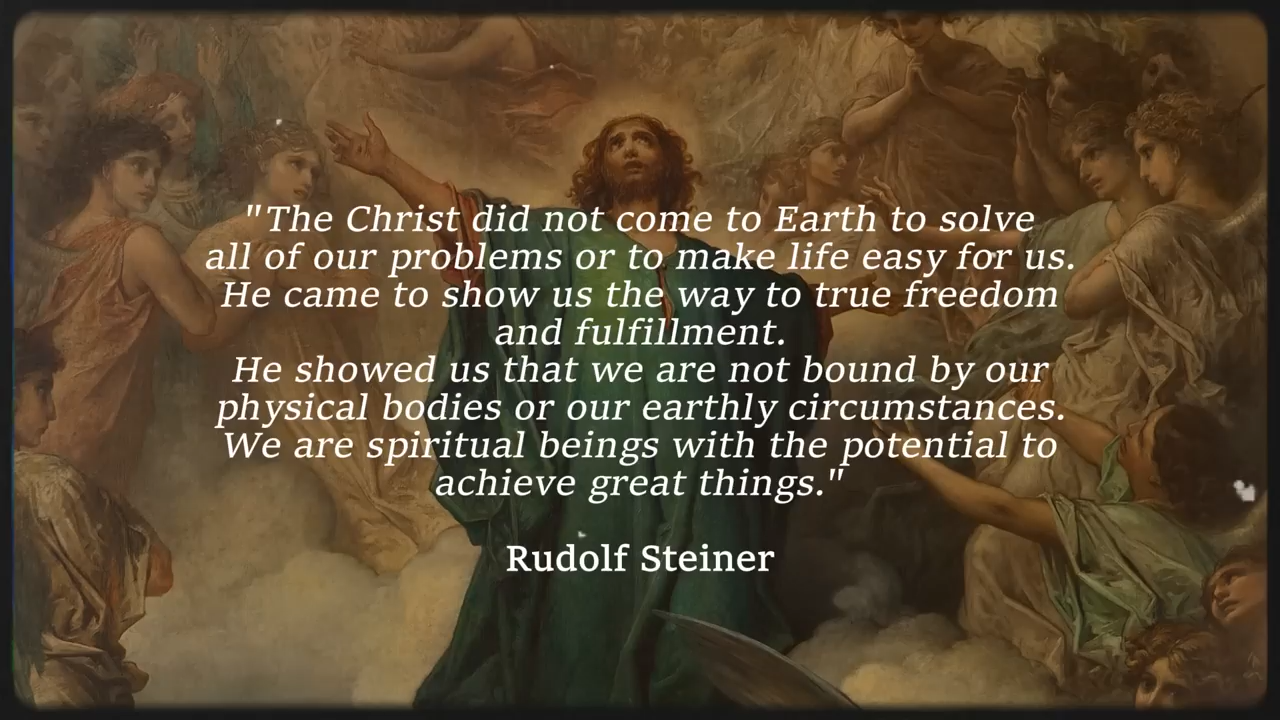 "The Christ did not come to Earth to solve
all of our problems or to make life easy for us.
He came to show us the way to true freedom
and fulfillment.
He showed us that we are not bound by our
physical bodies or our earthly circumstances.
We are spiritual beings with the potential to
achieve great things."
Rudolf Steiner